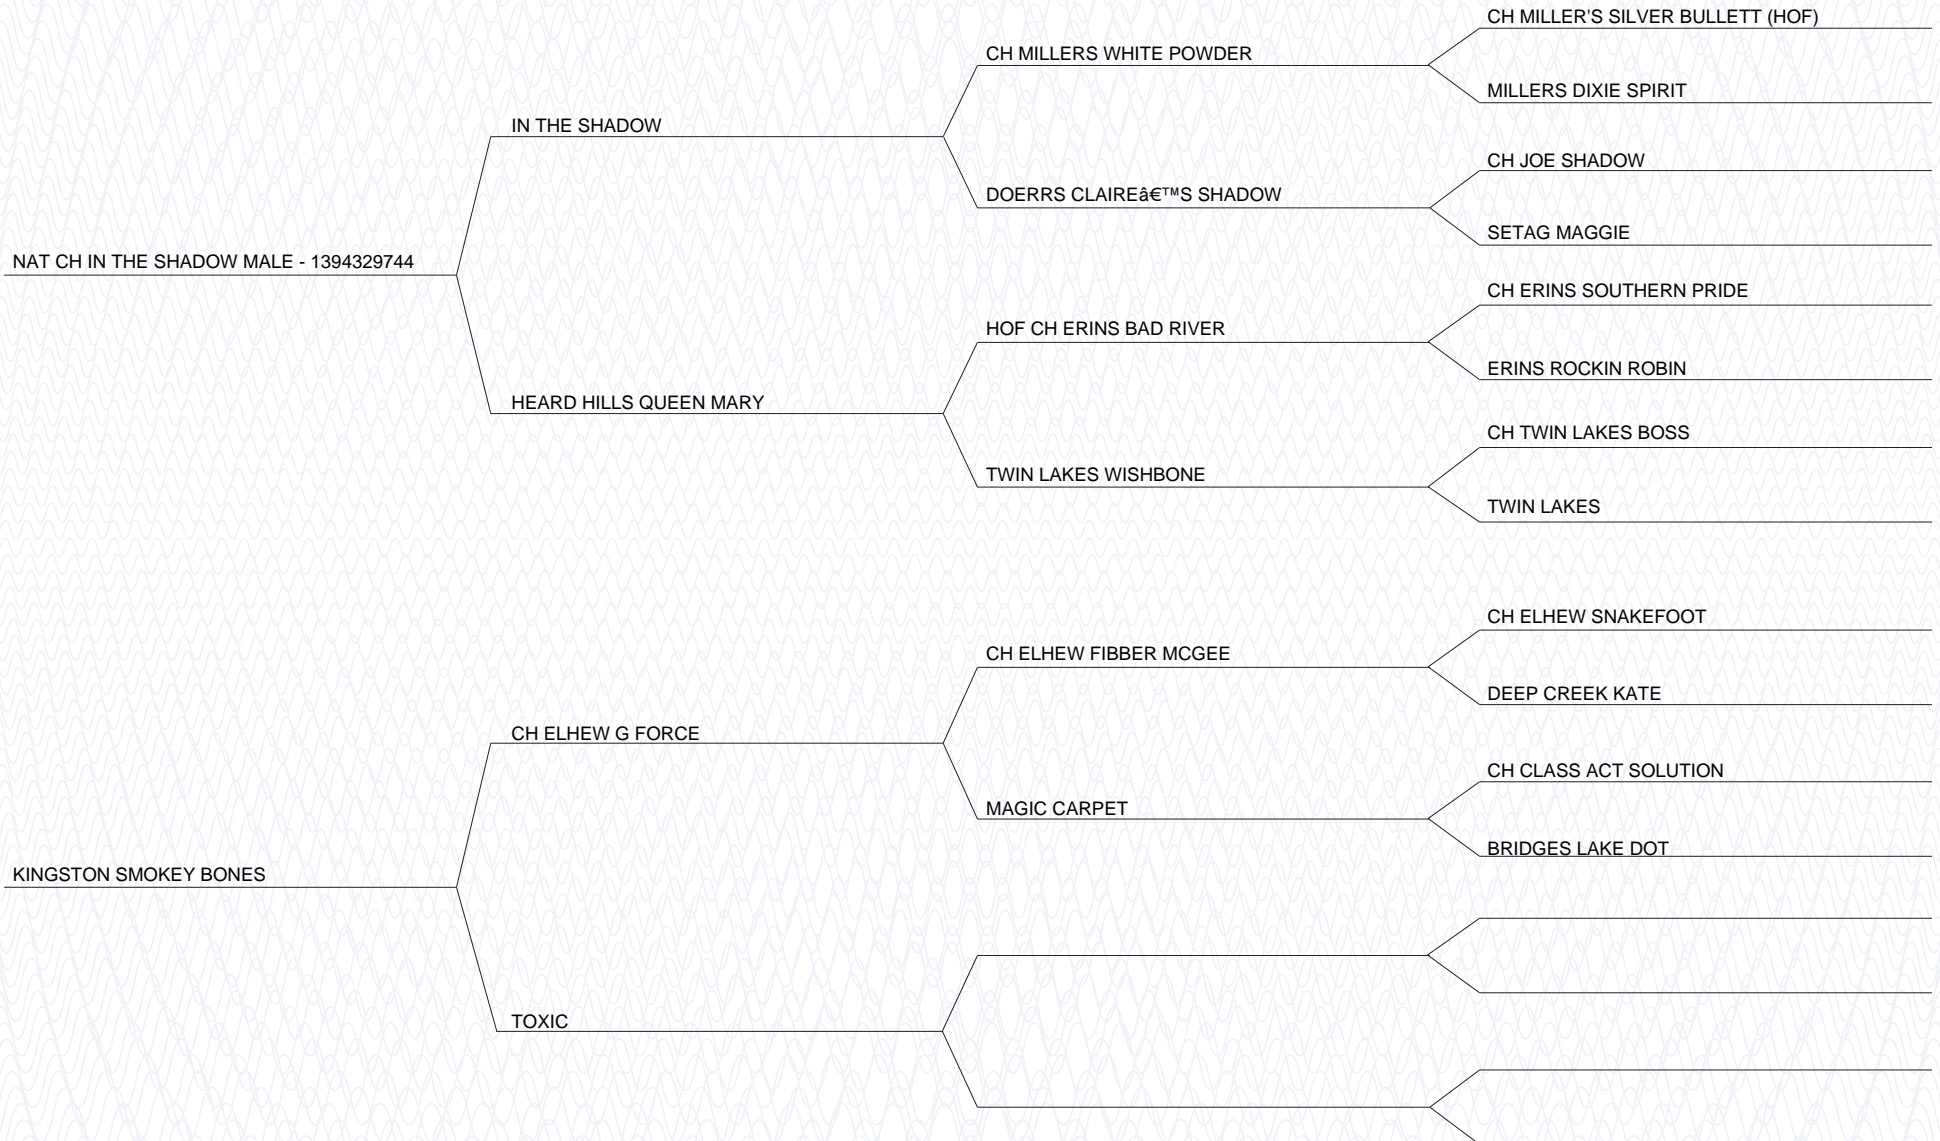 CH MILLER'S SILVER BULLETT (HOF)
CH MILLERS WHITE POWDER
MILLERS DIXIE SPIRIT
IN THE SHADOW
CH JOE SHADOW
DOERRS CLAIREâ€™S SHADOW
SETAG MAGGIE
NAT CH IN THE SHADOW MALE - 1394329744
CH ERINS SOUTHERN PRIDE
HOF CH ERINS BAD RIVER
ERINS ROCKIN ROBIN
HEARD HILLS QUEEN MARY
CH TWIN LAKES BOSS
TWIN LAKES WISHBONE
TWIN LAKES
CH ELHEW SNAKEFOOT
CH ELHEW FIBBER MCGEE
DEEP CREEK KATE
CH ELHEW G FORCE
CH CLASS ACT SOLUTION
MAGIC CARPET
BRIDGES LAKE DOT
KINGSTON SMOKEY BONES
TOXIC